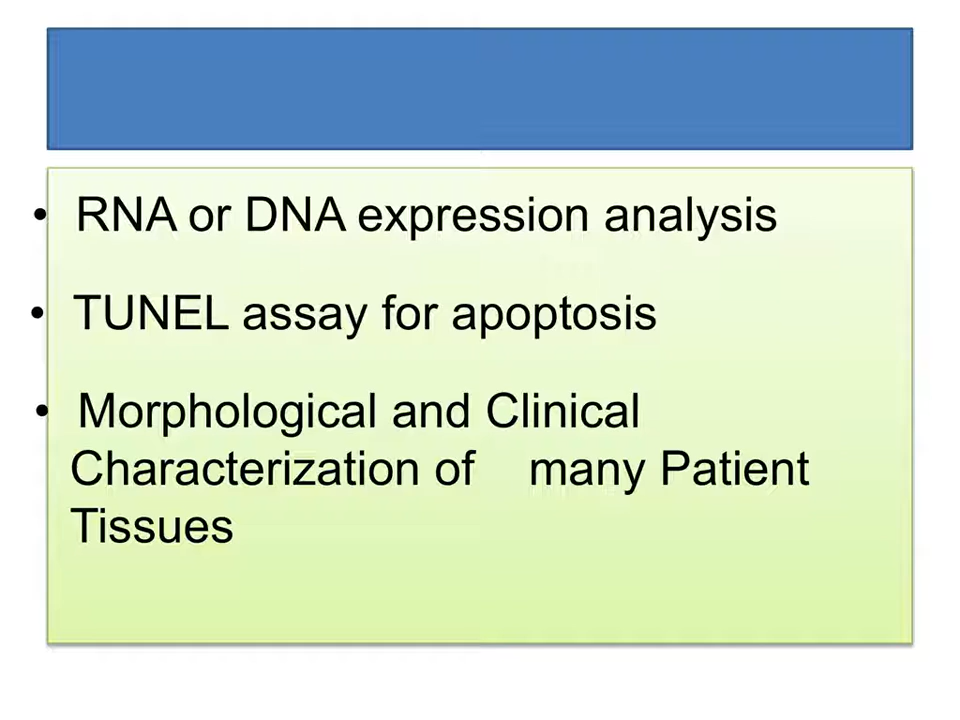 • RNA or DNA expression analysis
• TUNEL assay for apoptosis
• Morphological and Clinical
Characterization of many Patient
Tissues